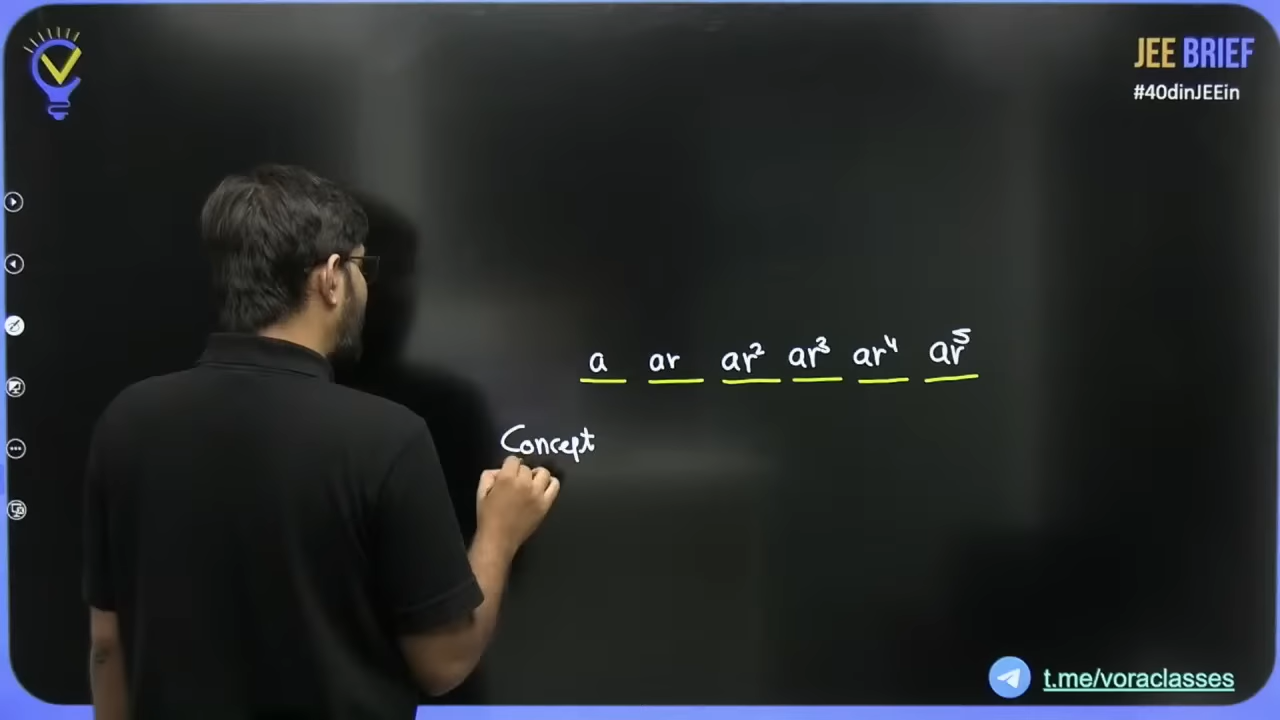 JEE BRIEF
#40dinJEEin
a ar ar² ar³ ar⁴ ar⁵
Concept
t.me/voraclasses